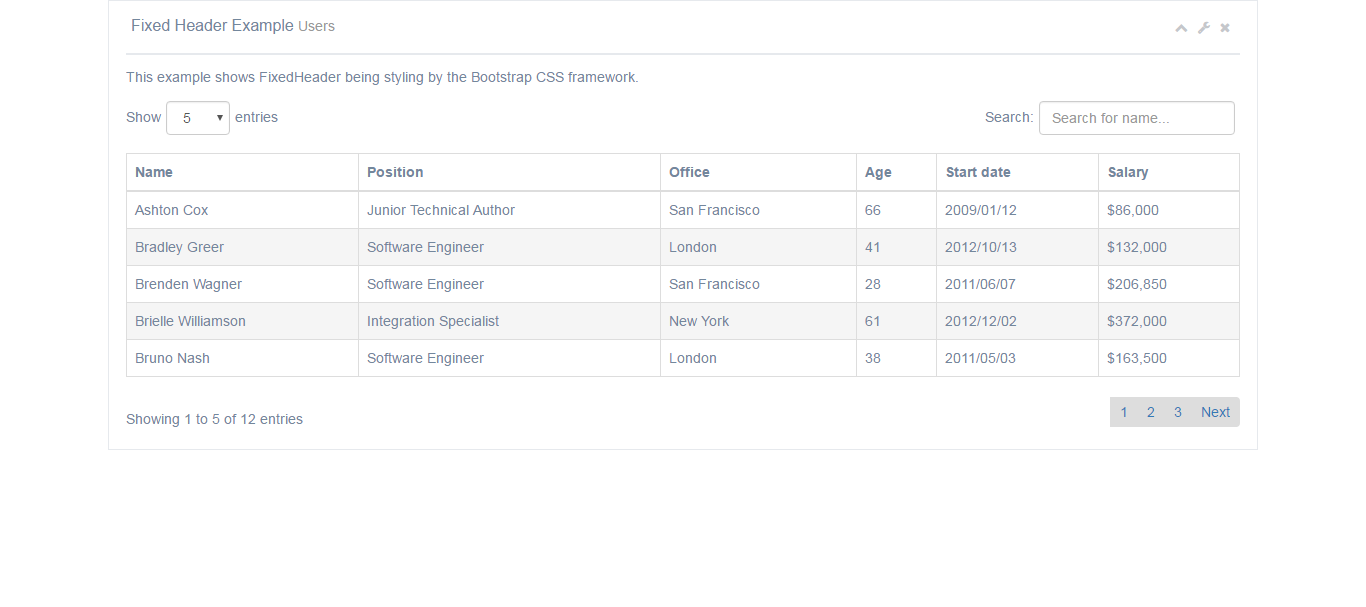 Fixed Header Example Users
This example shows FixedHeader being styling by the Bootstrap CSS framework.
Show 5 entries Search: Search for name...
Name Position Office Age Start date Salary
Ashton Cox Junior Technical Author San Francisco 66 2009/01/12 $86,000
Bradley Greer Software Engineer London 41 2012/10/13 $132,000
Brenden Wagner Software Engineer San Francisco 28 2011/06/07 $206,850
Brielle Williamson Integration Specialist New York 61 2012/12/02 $372,000
Bruno Nash Software Engineer London 38 2011/05/03 $163,500
Showing 1 to 5 of 12 entries 1 2 3 Next